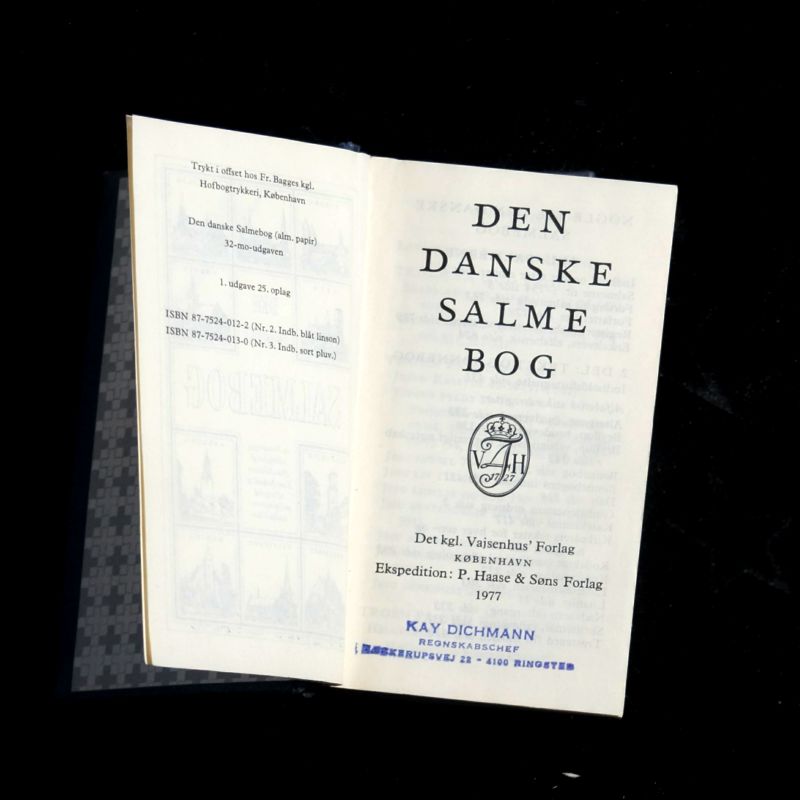 Trykt i offset hos Fr. Bagges kgl.
Hofbogtrykkeri, København
Den danske Salmebog (alm. papir)
32-mo-udgaven
1. udgave 25. oplag
ISBN 87-7524-012-2 (Nr. 2. Indb. blåt linson)
ISBN 87-7524-013-0 (Nr. 3. Indb. sort pluv.)
DEN
DANSKE
SALME
BOG
V H
1727
Det kgl. Vajsenhus' Forlag
KØBENHAVN
Ekspedition: P. Haase & Søns Forlag
1977
KAY DICHMANN
REGNSKABSCHEF
22 - 4100 RINGSTED